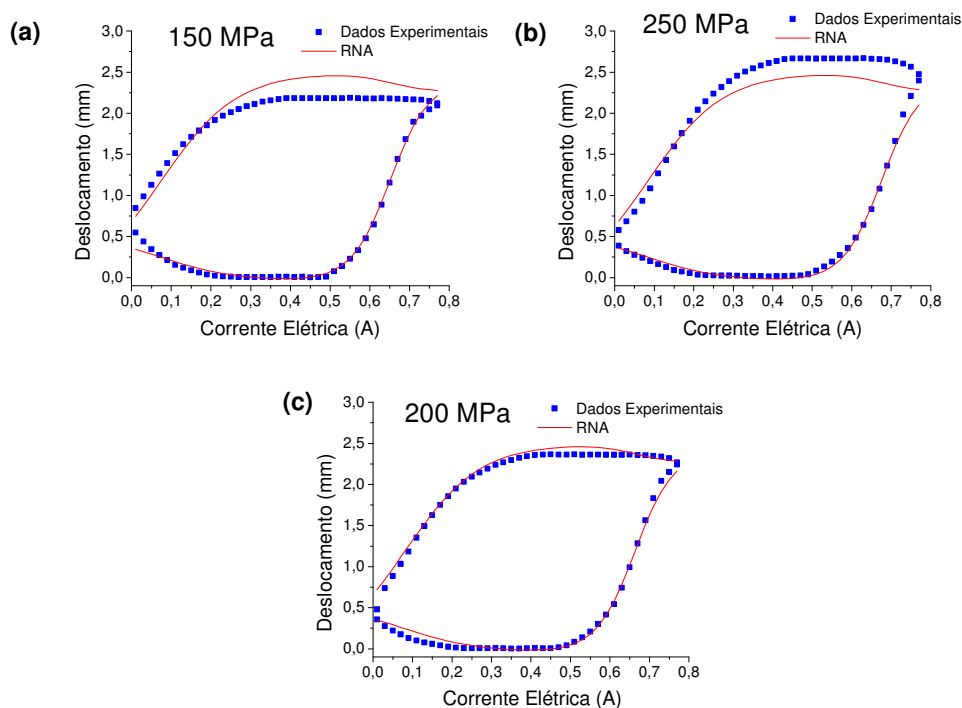 (a)
150 MPa
Dados Experimentais
RNA
3,0
2,5
2,0
1,5
1,0
0,5
0,0
Deslocamento (mm)
0,0 0,1 0,2 0,3 0,4 0,5 0,6 0,7 0,8
Corrente Elétrica (A)
(b)
250 MPa
Dados Experimentais
RNA
3,0
2,5
2,0
1,5
1,0
0,5
0,0
Deslocamento (mm)
0,0 0,1 0,2 0,3 0,4 0,5 0,6 0,7 0,8
Corrente Elétrica (A)
(c)
200 MPa
Dados Experimentais
RNA
3,0
2,5
2,0
1,5
1,0
0,5
0,0
Deslocamento (mm)
0,0 0,1 0,2 0,3 0,4 0,5 0,6 0,7 0,8
Corrente Elétrica (A)